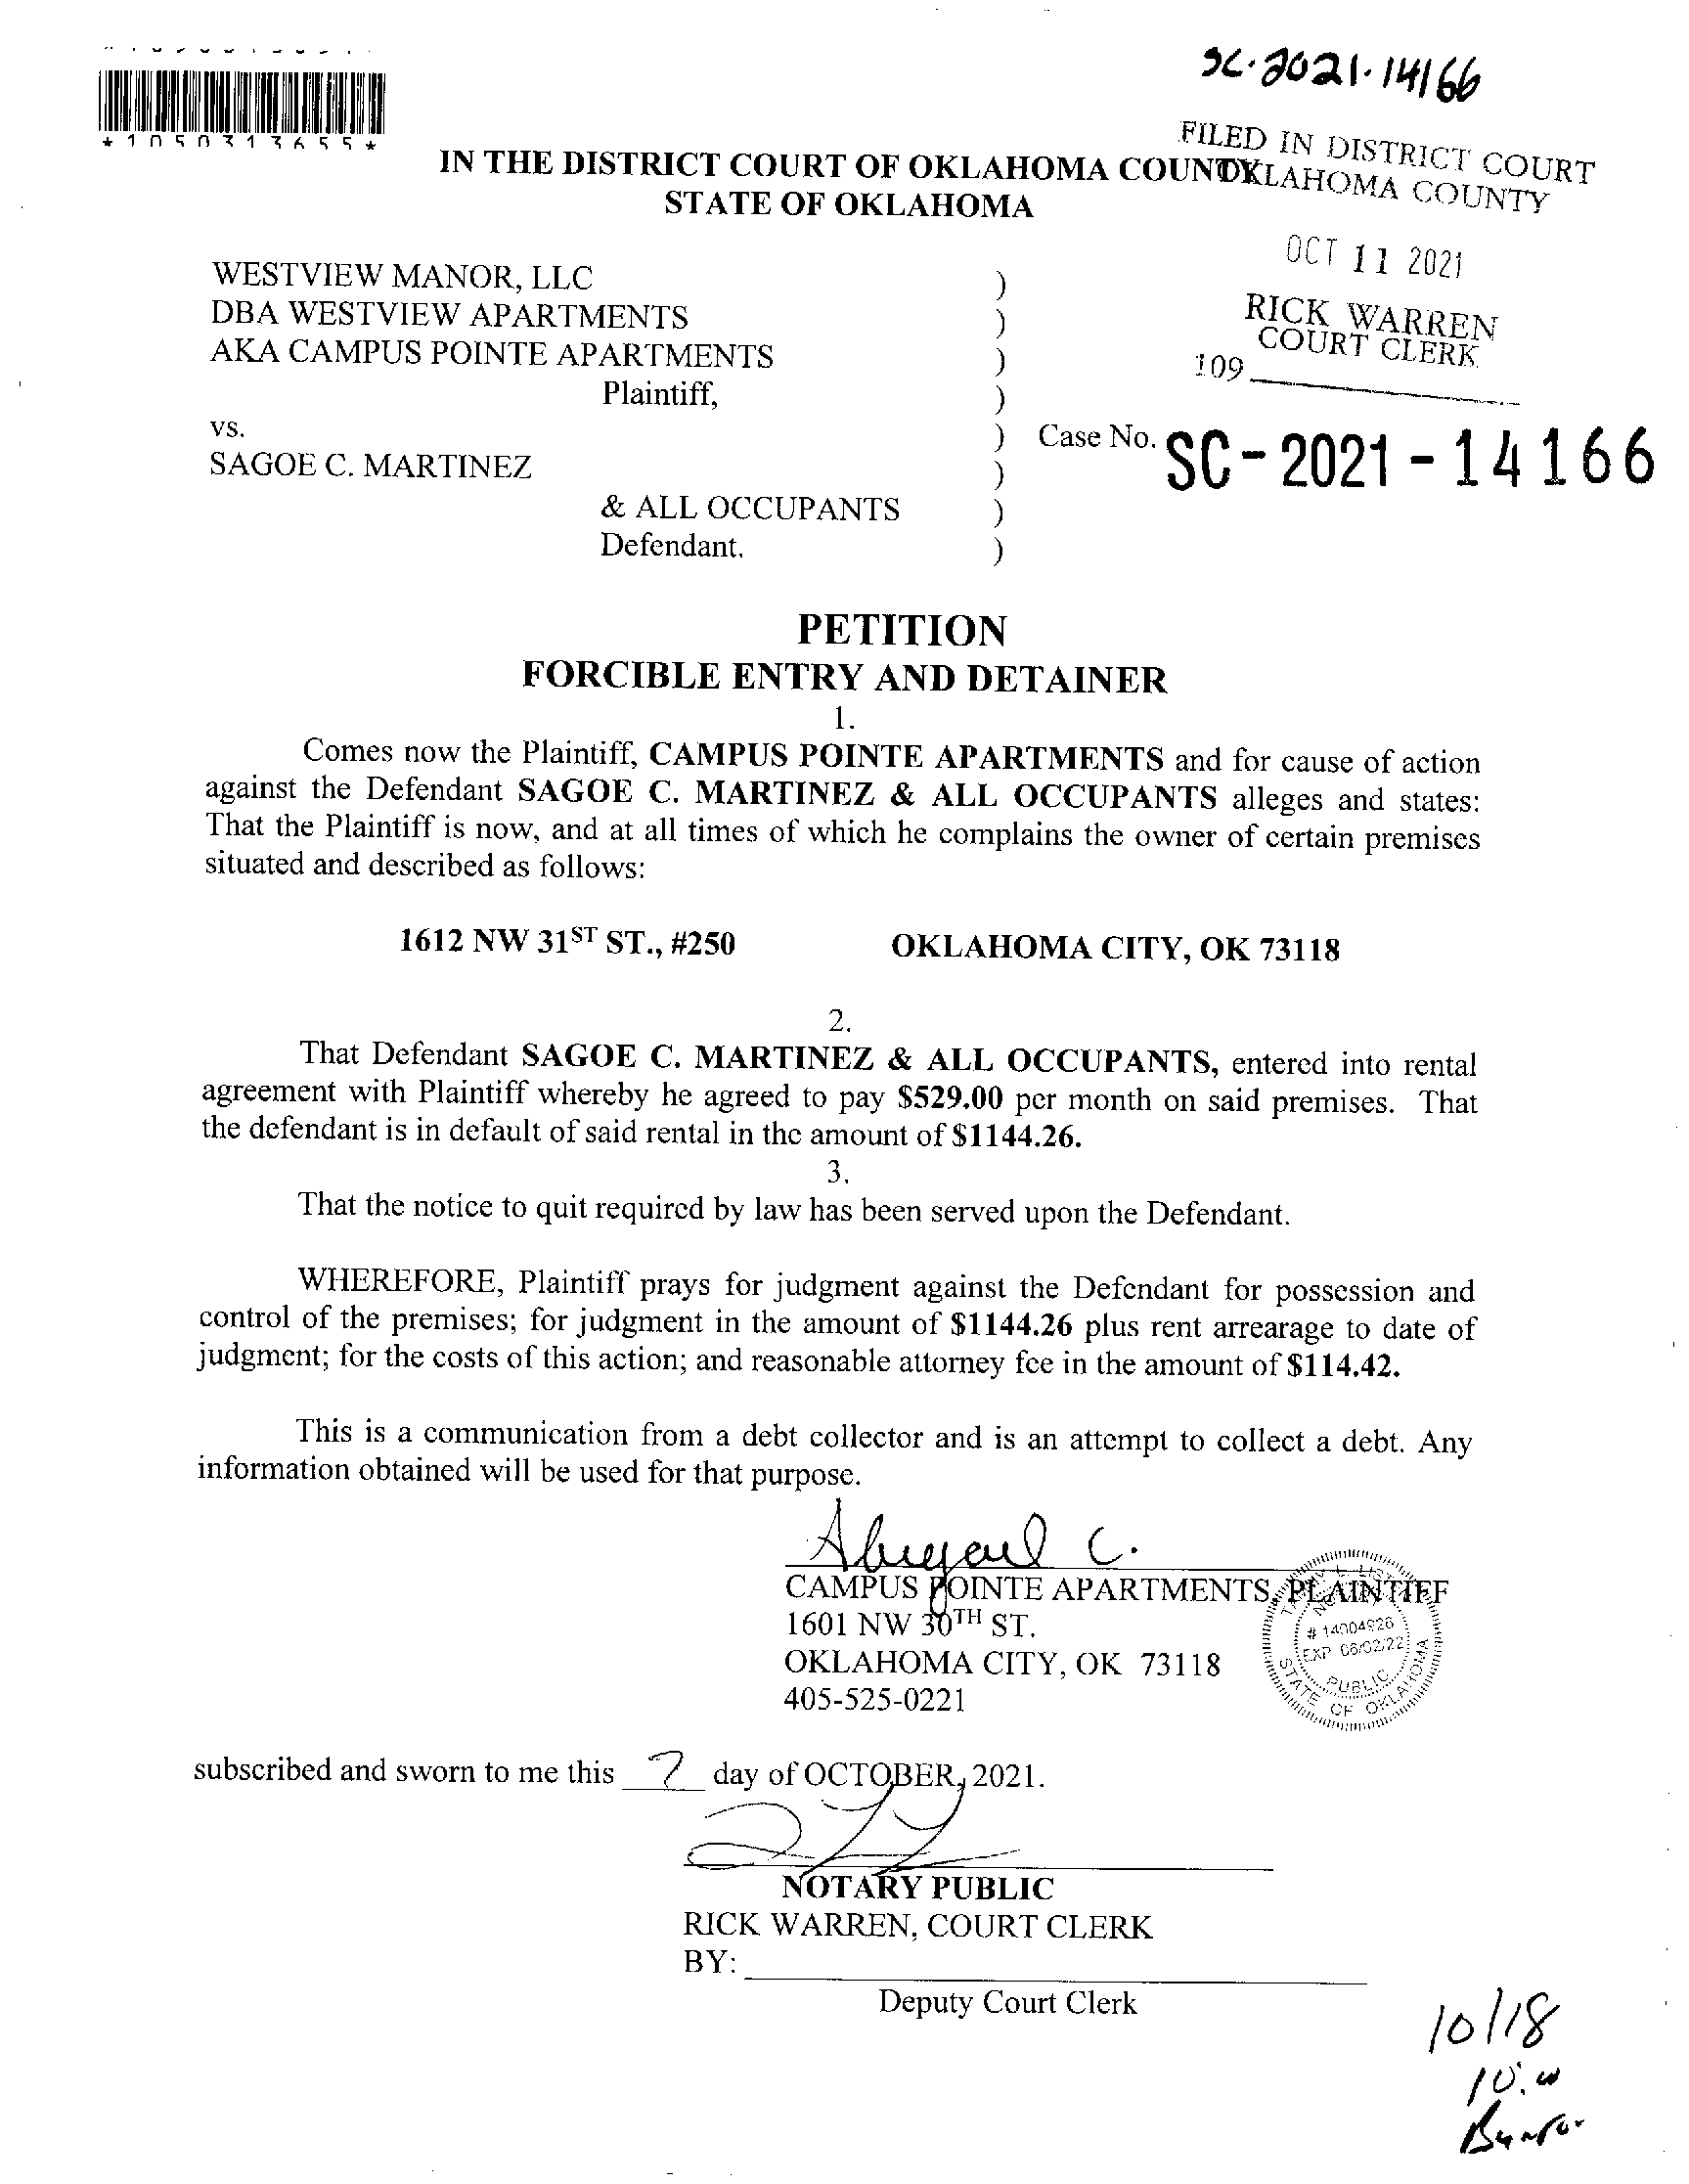 SC-2021-14166
*1050313655*
FILED IN DISTRICT COURT
OKLAHOMA COUNTY
IN THE DISTRICT COURT OF OKLAHOMA COUNTY
STATE OF OKLAHOMA
OCT 11 2021
RICK WARREN
COURT CLERK
109
WESTVIEW MANOR, LLC )
DBA WESTVIEW APARTMENTS )
AKA CAMPUS POINTE APARTMENTS )
Plaintiff, )
vs. ) Case No. SC-2021-14166
SAGOE C. MARTINEZ )
& ALL OCCUPANTS )
Defendant. )
PETITION
FORCIBLE ENTRY AND DETAINER
1.
Comes now the Plaintiff, CAMPUS POINTE APARTMENTS and for cause of action
against the Defendant SAGOE C. MARTINEZ & ALL OCCUPANTS alleges and states:
That the Plaintiff is now, and at all times of which he complains the owner of certain premises
situated and described as follows:
1612 NW 31ST ST., #250 OKLAHOMA CITY, OK 73118
2.
That Defendant SAGOE C. MARTINEZ & ALL OCCUPANTS, entered into rental
agreement with Plaintiff whereby he agreed to pay $529.00 per month on said premises. That
the defendant is in default of said rental in the amount of $1144.26.
3.
That the notice to quit required by law has been served upon the Defendant.
WHEREFORE, Plaintiff prays for judgment against the Defendant for possession and
control of the premises; for judgment in the amount of $1144.26 plus rent arrearage to date of
judgment; for the costs of this action; and reasonable attorney fee in the amount of $114.42.
This is a communication from a debt collector and is an attempt to collect a debt. Any
information obtained will be used for that purpose.
Abigail C.
CAMPUS POINTE APARTMENTS, PLAINTIFF
1601 NW 30TH ST.
OKLAHOMA CITY, OK 73118
405-525-0221
# 14004926
EXP 06/02/22
PUBLIC
STATE OF OKLAHOMA
subscribed and sworn to me this 7 day of OCTOBER, 2021.
NOTARY PUBLIC
RICK WARREN, COURT CLERK
BY:
Deputy Court Clerk
10/18